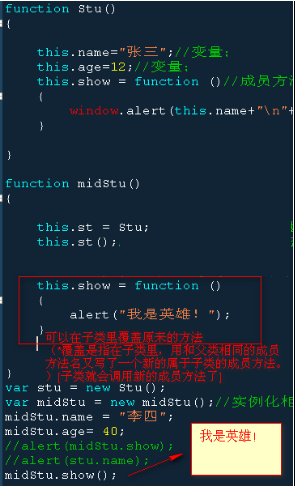 function Stu()
{
this.name="张三";//变量;
this.age=12;//变量;
this.show = function ()//成员方法
{
window.alert(this.name+"\n"+
}
}
function midStu()
{
this.st = Stu;
this.st();
this.show = function ()
{
alert("我是英雄! ");
}
可以在子类里覆盖原来的方法
(*覆盖是指在子类里，用和父类相同的成员
方法名又写了一个新的属于子类的成员方法。
)[子类就会调用新的成员方法了]
}
var stu = new Stu();
var midStu = new midStu();//实例化相
midStu.name = "李四";
midStu.age= 40;
//alert(midStu.show);
//alert(stu.name);
midStu.show();
我是英雄!